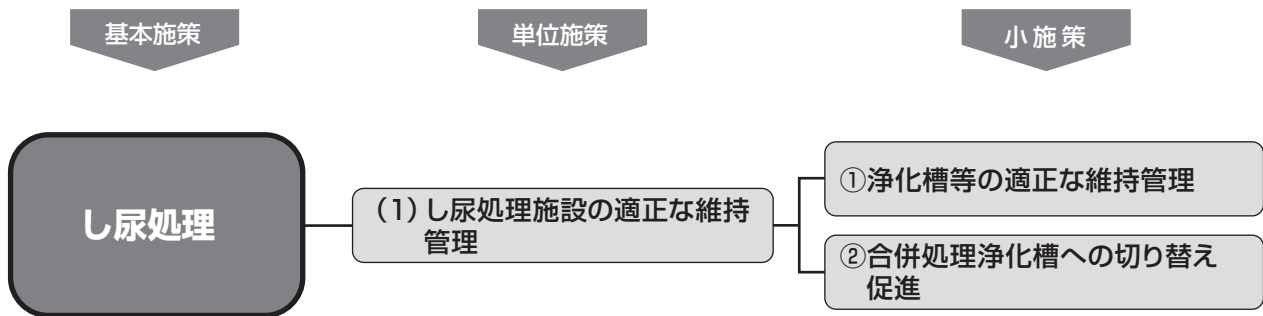 基本施策
単位施策
小施策
し尿処理
（1）し尿処理施設の適正な維持
管理
①浄化槽等の適正な維持管理
②合併処理浄化槽への切り替え
促進